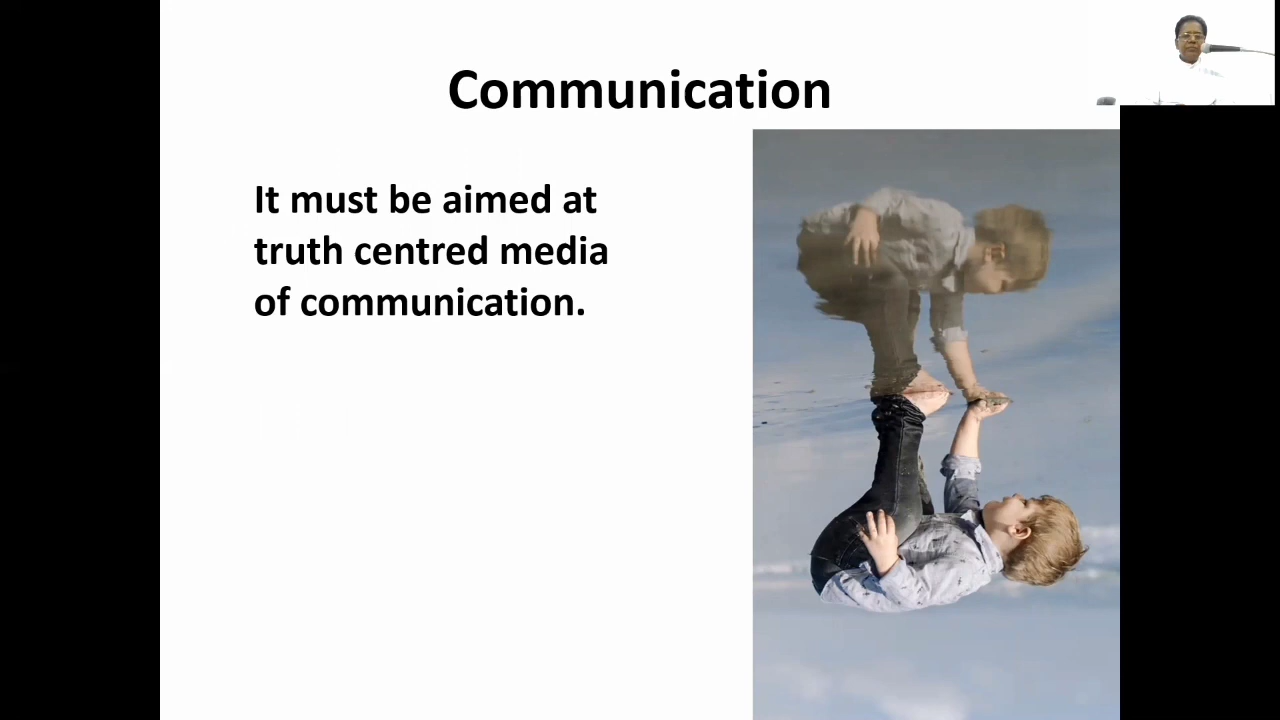 Communication
It must be aimed at
truth centred media
of communication.